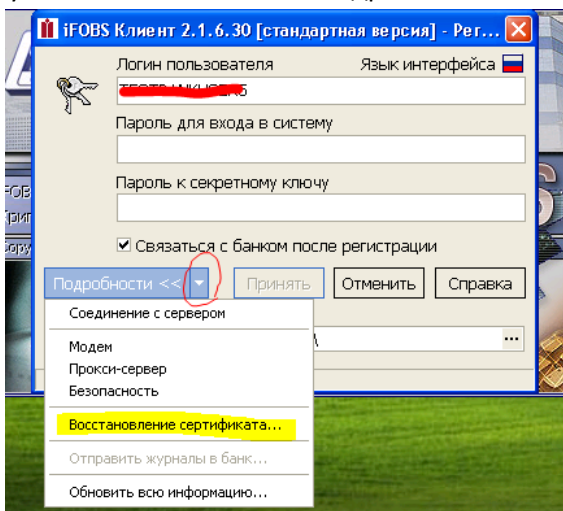 iFOBS Клиент 2.1.6.30 [стандартная версия] - Рег...
Логин пользователя Язык интерфейса
Пароль для входа в систему
Пароль к секретному ключу
Связаться с банком после регистрации
Подробности << Принять Отменить Справка
Соединение с сервером
\ ...
Модем
Прокси-сервер
Безопасность
Восстановление сертификата...
Отправить журналы в банк...
Обновить всю информацию...